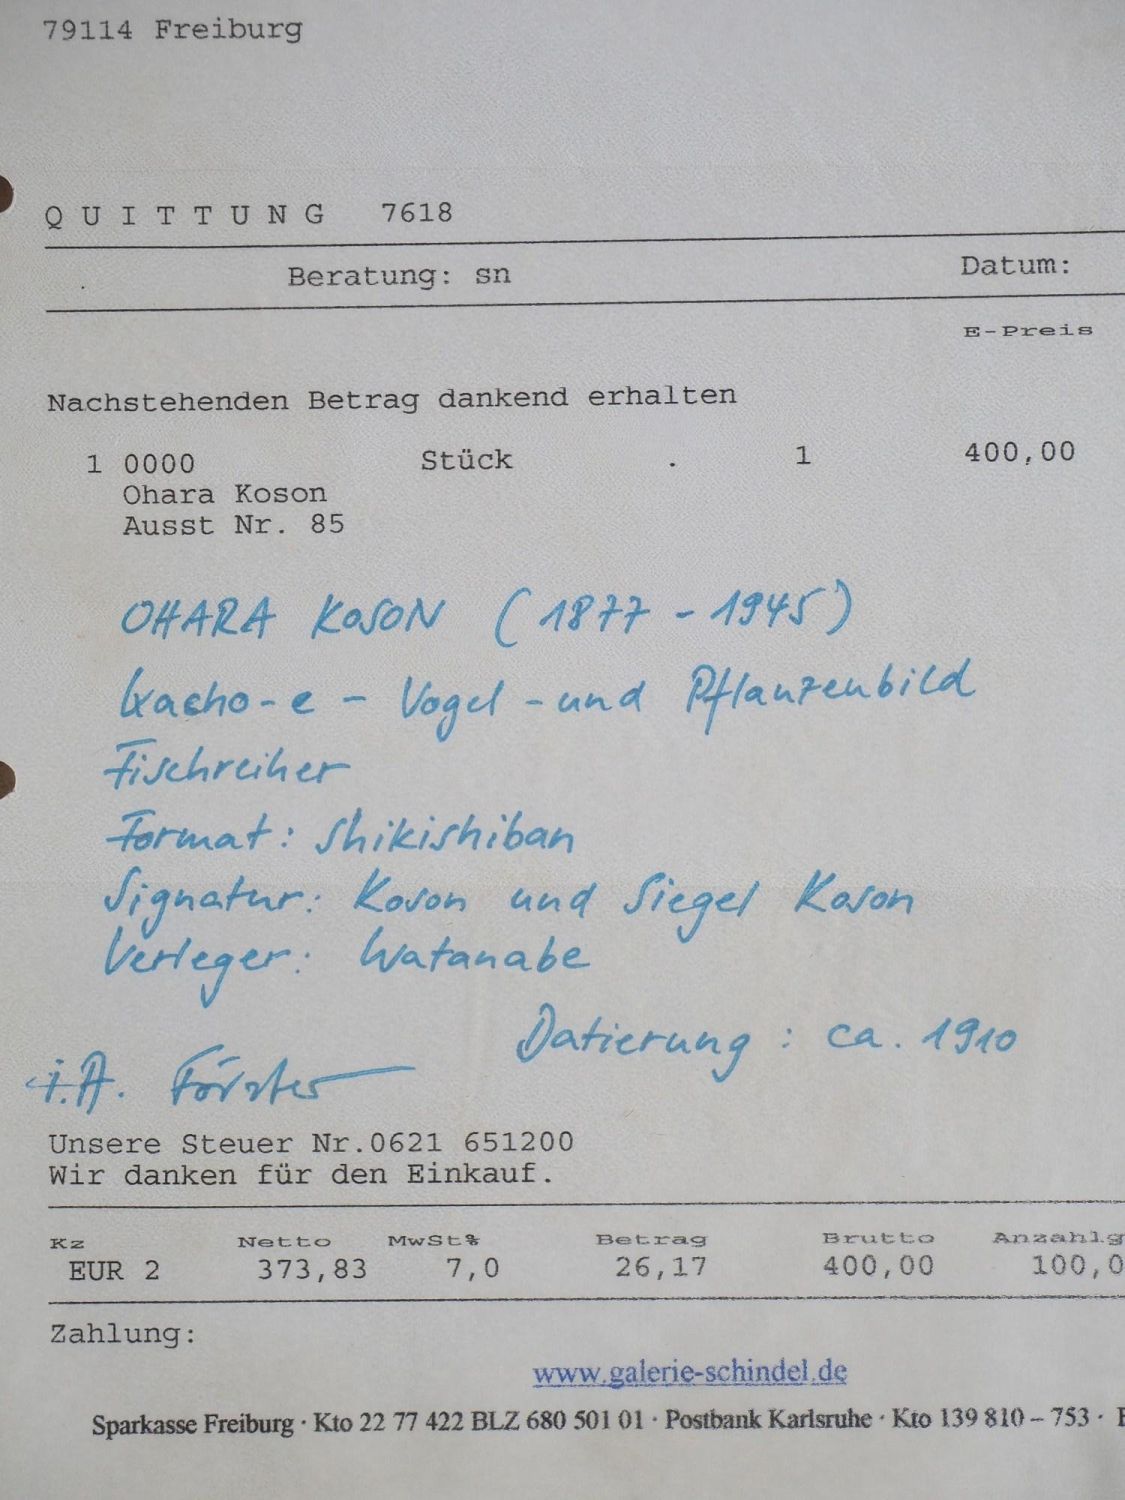 79114 Freiburg
QUITTUNG 7618
Beratung: sn Datum:
E-Preis
Nachstehenden Betrag dankend erhalten
1 0000 Stück . 1 400,00
Ohara Koson
Ausst Nr. 85
OHARA KOSON (1877 - 1945)
Kacho-e - Vogel - und Pflanzenbild
Fischreiher
Format: Shikishiban
Signatur: Koson und Siegel Koson
Verleger: Watanabe
Datierung: ca. 1910
i.A. Förster
Unsere Steuer Nr.0621 651200
Wir danken für den Einkauf.
Kz Netto MwSt% Betrag Brutto Anzahlg
EUR 2 373,83 7,0 26,17 400,00 100,0
Zahlung:
www.galerie-schindel.de
Sparkasse Freiburg · Kto 22 77 422 BLZ 680 501 01 · Postbank Karlsruhe · Kto 139 810 – 753 ·